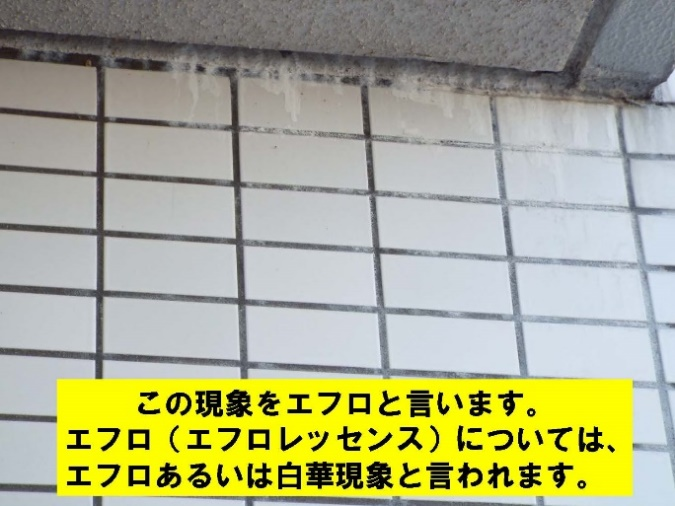 この現象をエフロと言います。
エフロ（エフロレッセンス）については、
エフロあるいは白華現象と言われます。